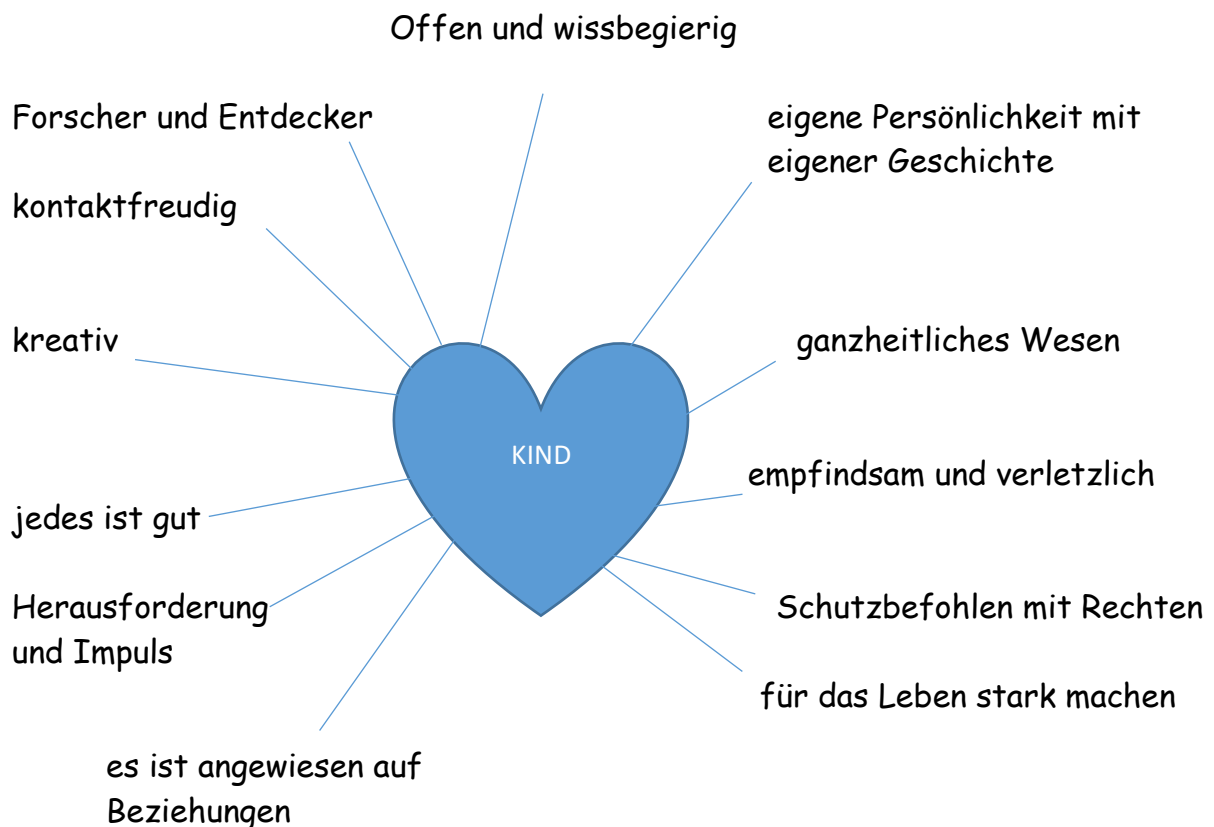 Offen und wissbegierig
Forscher und Entdecker
eigene Persönlichkeit mit
eigener Geschichte
kontaktfreudig
kreativ
ganzheitliches Wesen
KIND
empfindsam und verletzlich
jedes ist gut
Herausforderung
und Impuls
Schutzbefohlen mit Rechten
für das Leben stark machen
es ist angewiesen auf
Beziehungen